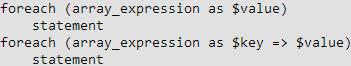 foreach (array_expression as $value)
    statement
foreach (array_expression as $key => $value)
    statement